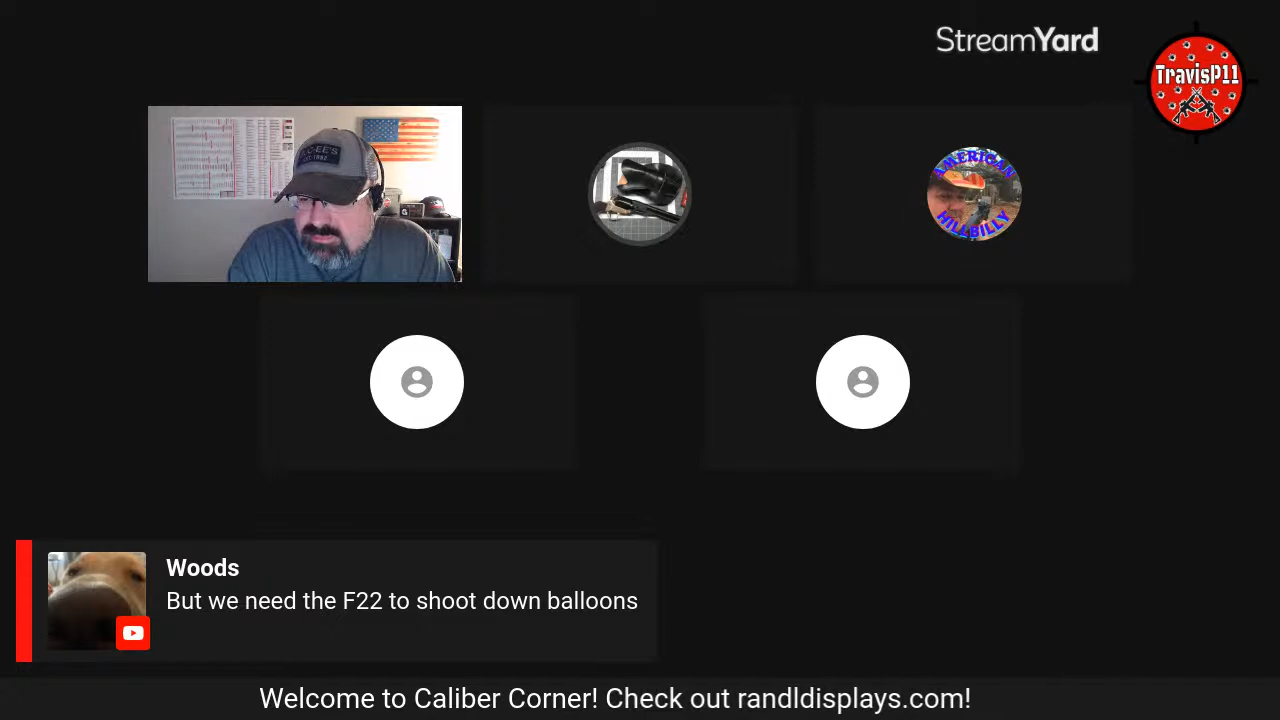 StreamYard
TravisP11
AMERICAN
HILLBILLY
Woods
But we need the F22 to shoot down balloons
Welcome to Caliber Corner! Check out randldisplays.com!